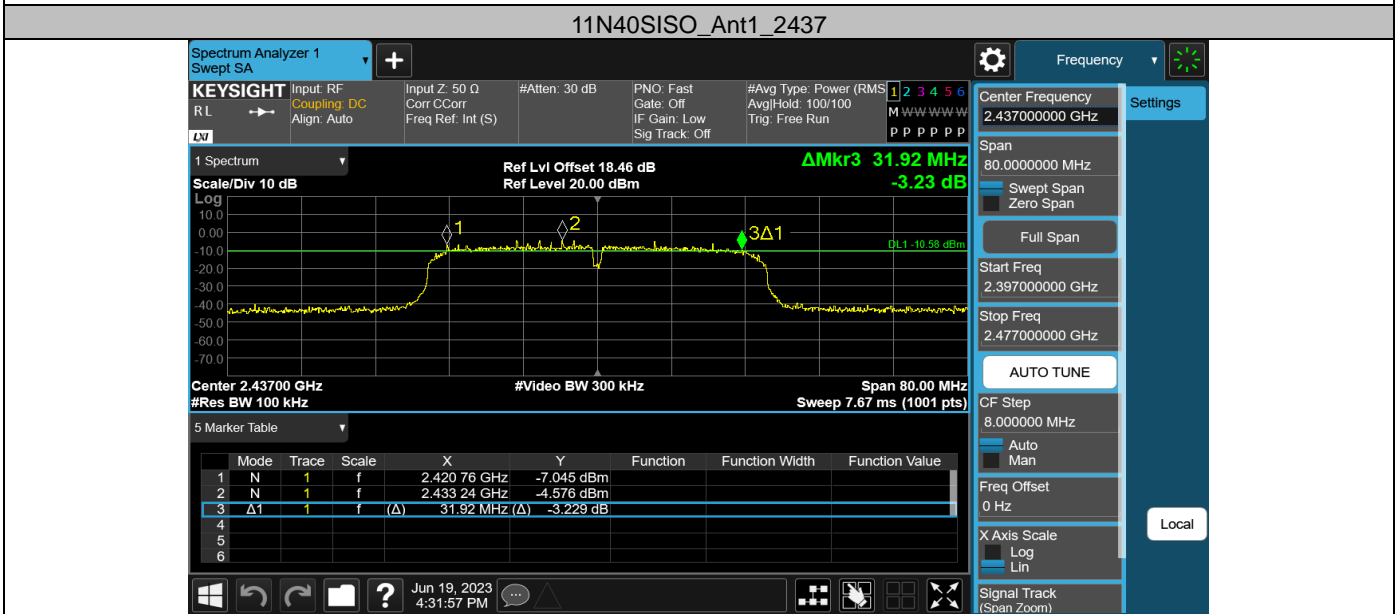 11N40SISO_Ant1_2437
Spectrum Analyzer 1
Swept SA
Frequency
KEYSIGHT
RL
LXI
Input: RF
Coupling: DC
Align: Auto
Input Z: 50 Ω
Corr CCorr
Freq Ref: Int (S)
#Atten: 30 dB
PNO: Fast
Gate: Off
IF Gain: Low
Sig Track: Off
#Avg Type: Power (RMS
Avg|Hold: 100/100
Trig: Free Run
1 2 3 4 5 6
M W W W W W
P P P P P P
1 Spectrum
Scale/Div 10 dB
Ref Lvl Offset 18.46 dB
Ref Level 20.00 dBm
ΔMkr3 31.92 MHz
-3.23 dB
Log
10.0
0.00
-10.0
-20.0
-30.0
-40.0
-50.0
-60.0
-70.0
1
2
3Δ1
DL1 -10.58 dBm
Center 2.43700 GHz
#Video BW 300 kHz
Span 80.00 MHz
#Res BW 100 kHz
Sweep 7.67 ms (1001 pts)
5 Marker Table
Mode Trace Scale X Y Function Function Width Function Value
1 N 1 f 2.420 76 GHz -7.045 dBm
2 N 1 f 2.433 24 GHz -4.576 dBm
3 Δ1 1 f (Δ) 31.92 MHz (Δ) -3.229 dB
4
5
6
?
Jun 19, 2023
4:31:57 PM
Center Frequency
2.437000000 GHz
Settings
Span
80.0000000 MHz
Swept Span
Zero Span
Full Span
Start Freq
2.397000000 GHz
Stop Freq
2.477000000 GHz
AUTO TUNE
CF Step
8.000000 MHz
Auto
Man
Freq Offset
0 Hz
Local
X Axis Scale
Log
Lin
Signal Track
(Span Zoom)